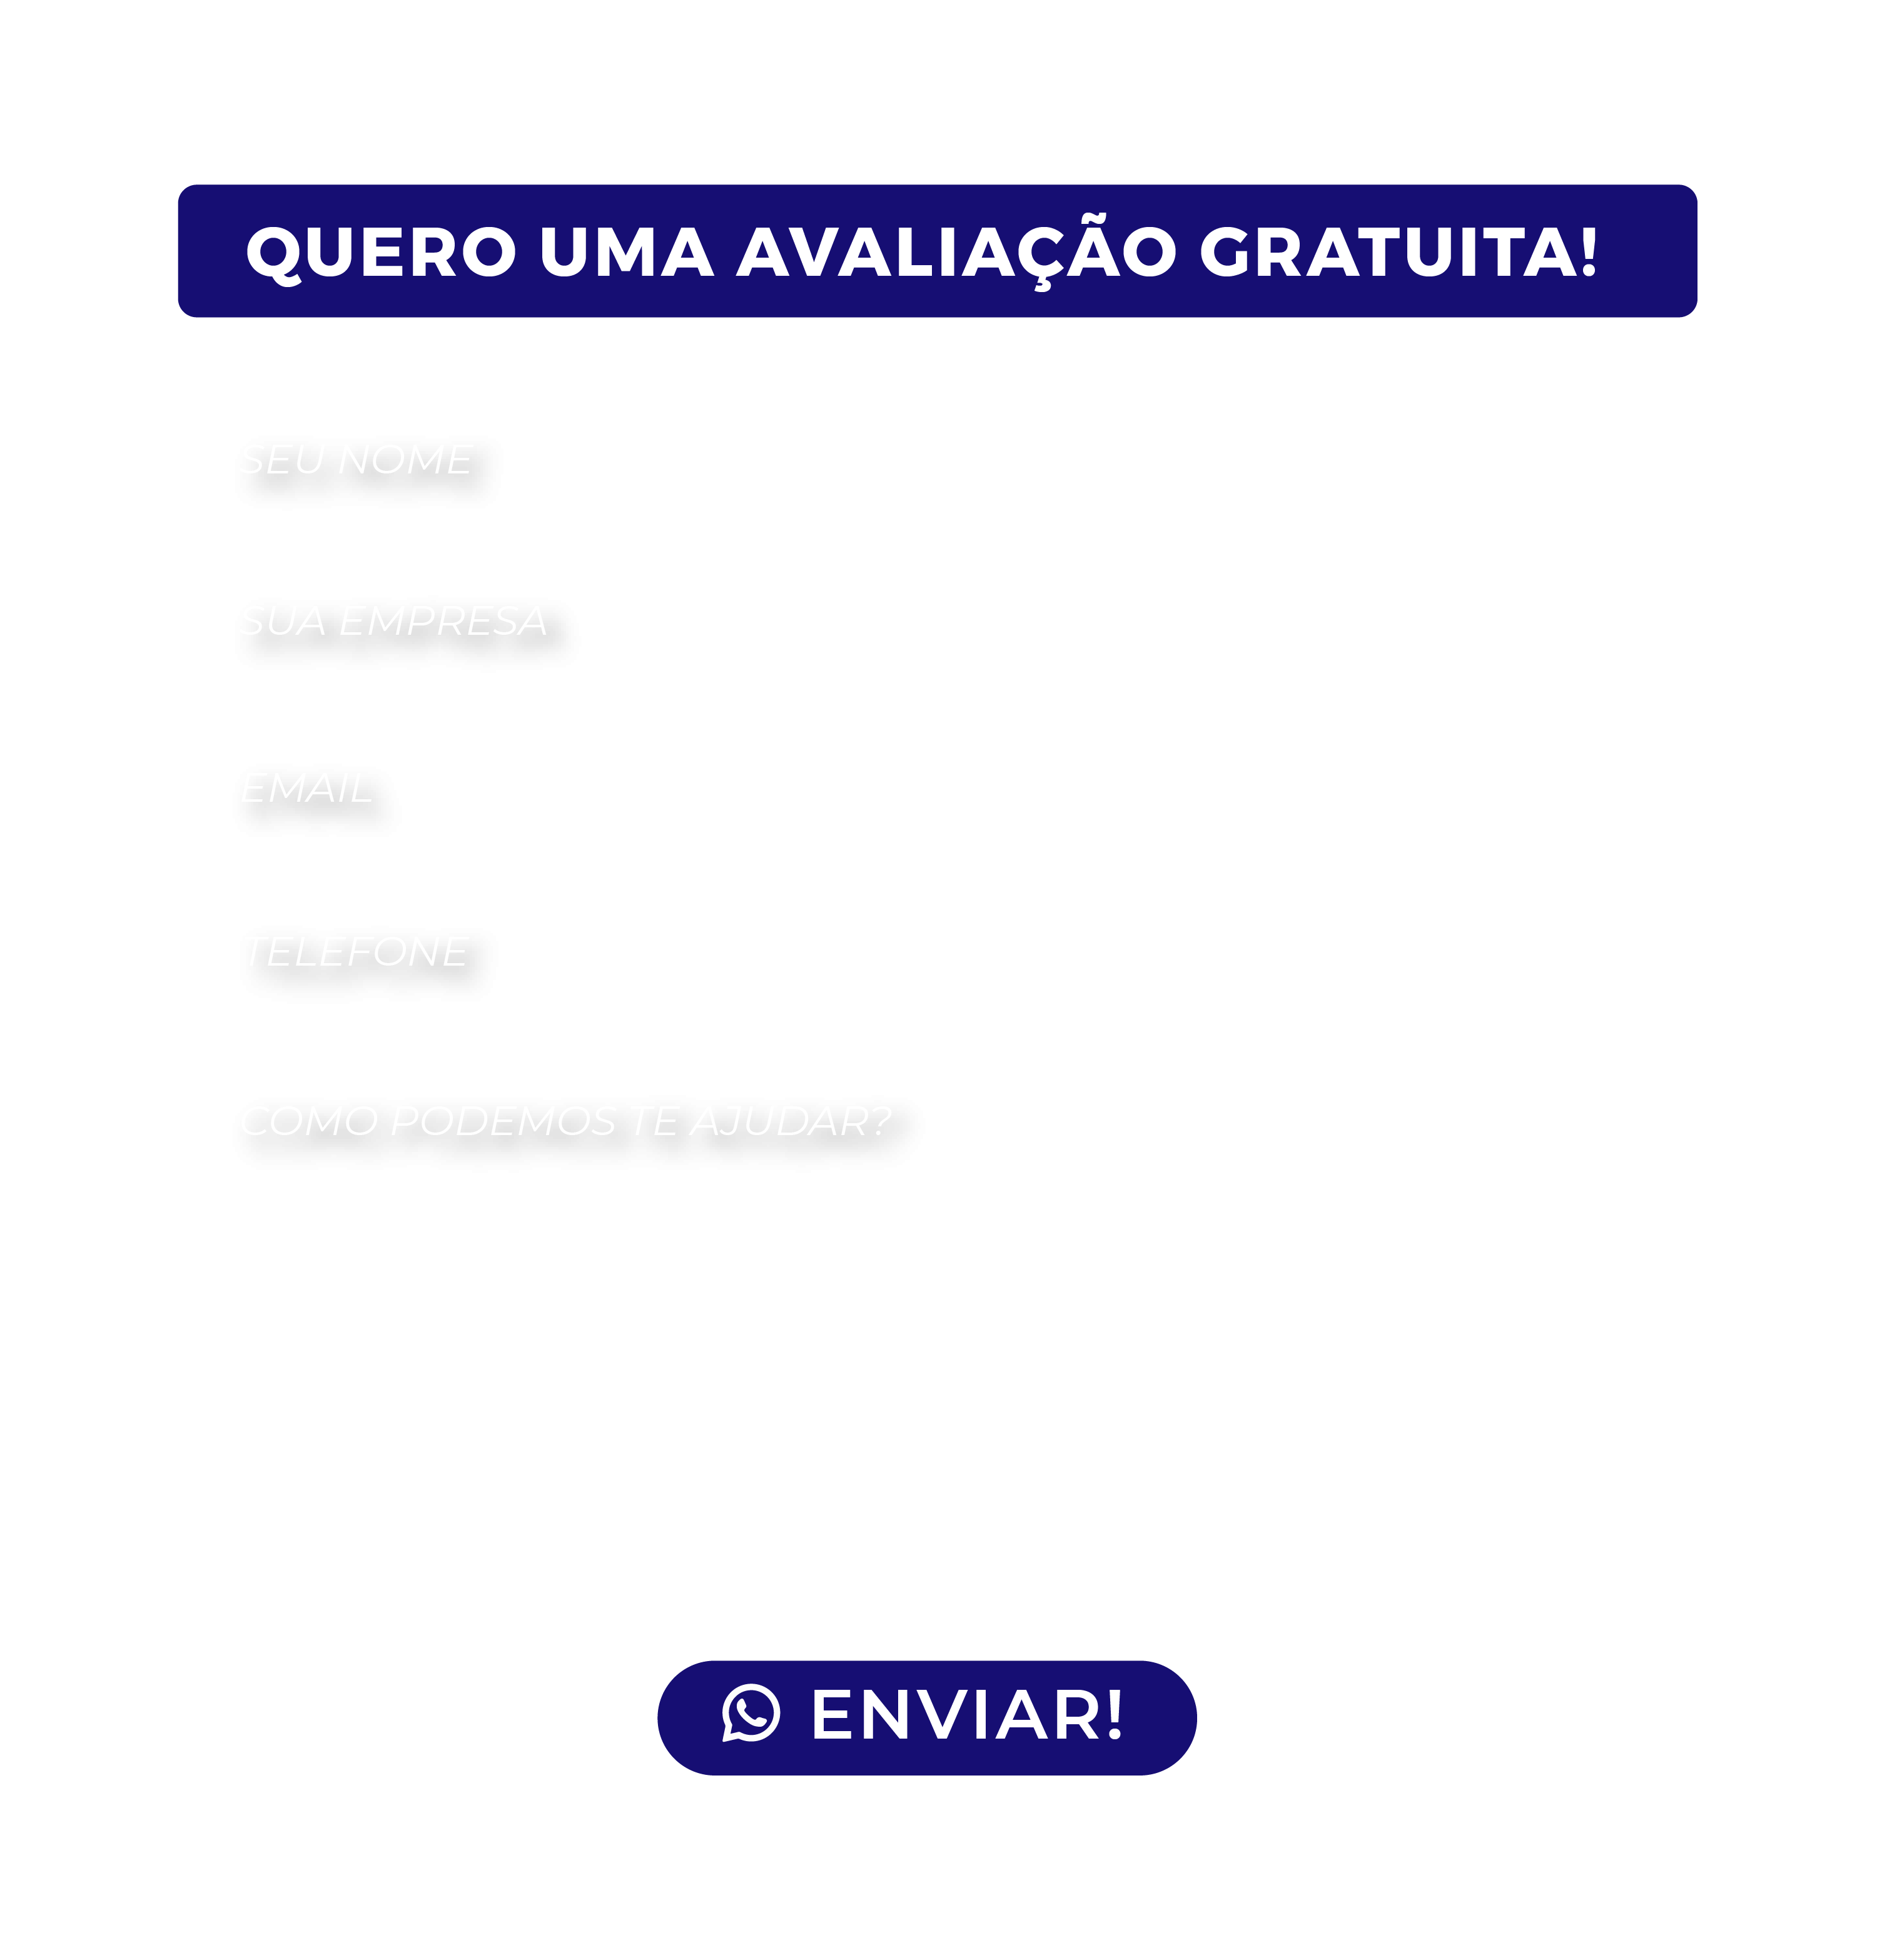 QUERO UMA AVALIAÇÃO GRATUITA!
SEU NOME
SUA EMPRESA
EMAIL
TELEFONE
COMO PODEMOS TE AJUDAR?
ENVIAR!